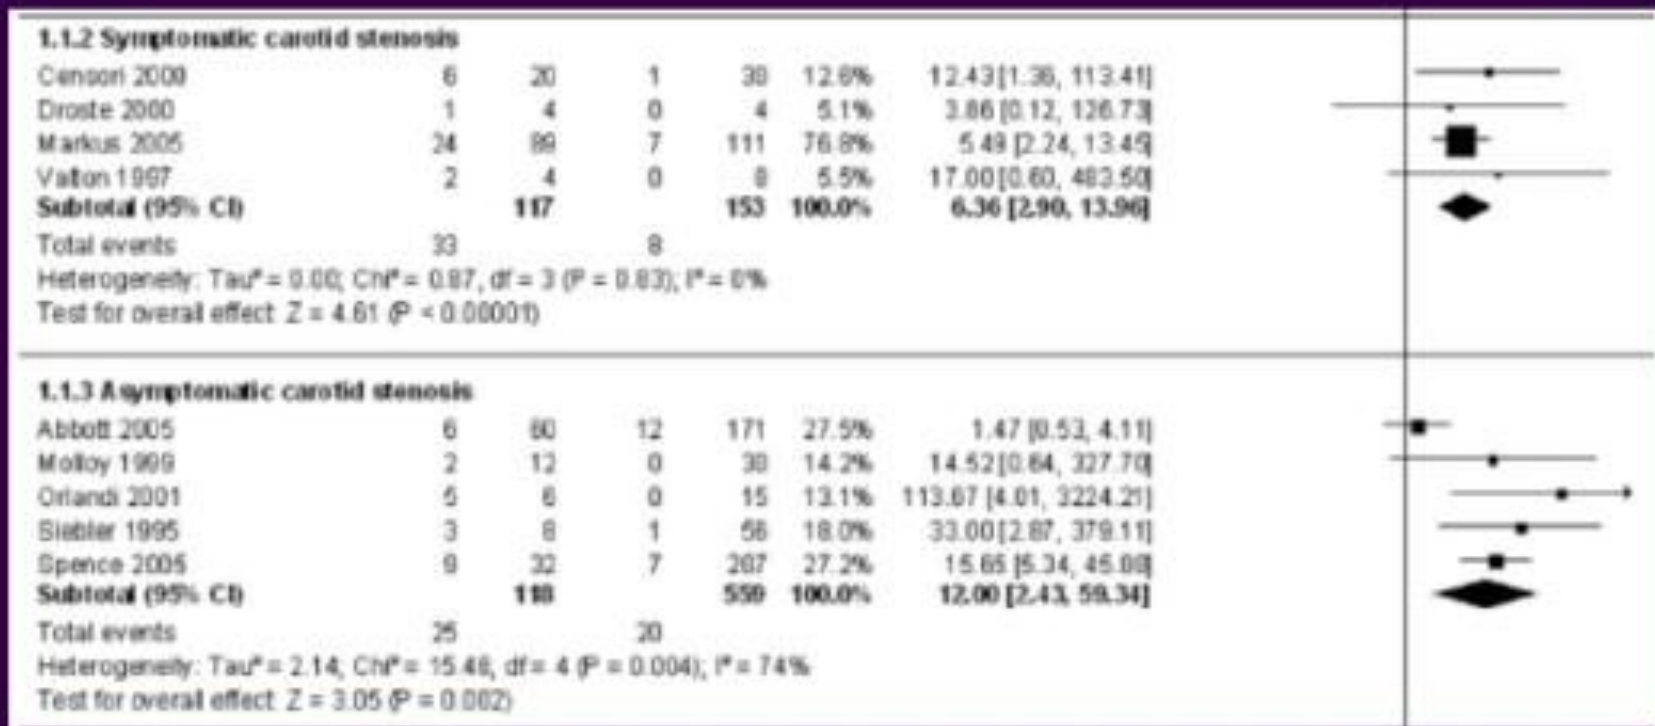 1.1.2 Symptomatic carotid stenosis
Censori 2000 6 20 1 30 12.6% 12.43 [1.36, 113.41]
Droste 2000 1 4 0 4 5.1% 3.86 [0.12, 126.73]
Markus 2005 24 89 7 111 76.8% 5.49 [2.24, 13.45]
Valton 1997 2 4 0 8 5.5% 17.00 [0.60, 483.50]
Subtotal (95% CI) 117 153 100.0% 6.36 [2.90, 13.96]
Total events 33 8
Heterogeneity: Tau² = 0.00; Chi² = 0.87, df = 3 (P = 0.83); I² = 0%
Test for overall effect: Z = 4.61 (P < 0.00001)
1.1.3 Asymptomatic carotid stenosis
Abbott 2005 6 60 12 171 27.5% 1.47 [0.53, 4.11]
Molloy 1999 2 12 0 30 14.2% 14.52 [0.64, 327.70]
Orlandi 2001 5 6 0 15 13.1% 113.67 [4.01, 3224.21]
Siebler 1995 3 8 1 56 18.0% 33.00 [2.87, 379.11]
Spence 2005 9 32 7 287 27.2% 15.65 [5.34, 45.88]
Subtotal (95% CI) 118 559 100.0% 12.00 [2.43, 59.34]
Total events 25 20
Heterogeneity: Tau² = 2.14; Chi² = 15.48, df = 4 (P = 0.004); I² = 74%
Test for overall effect: Z = 3.05 (P = 0.002)